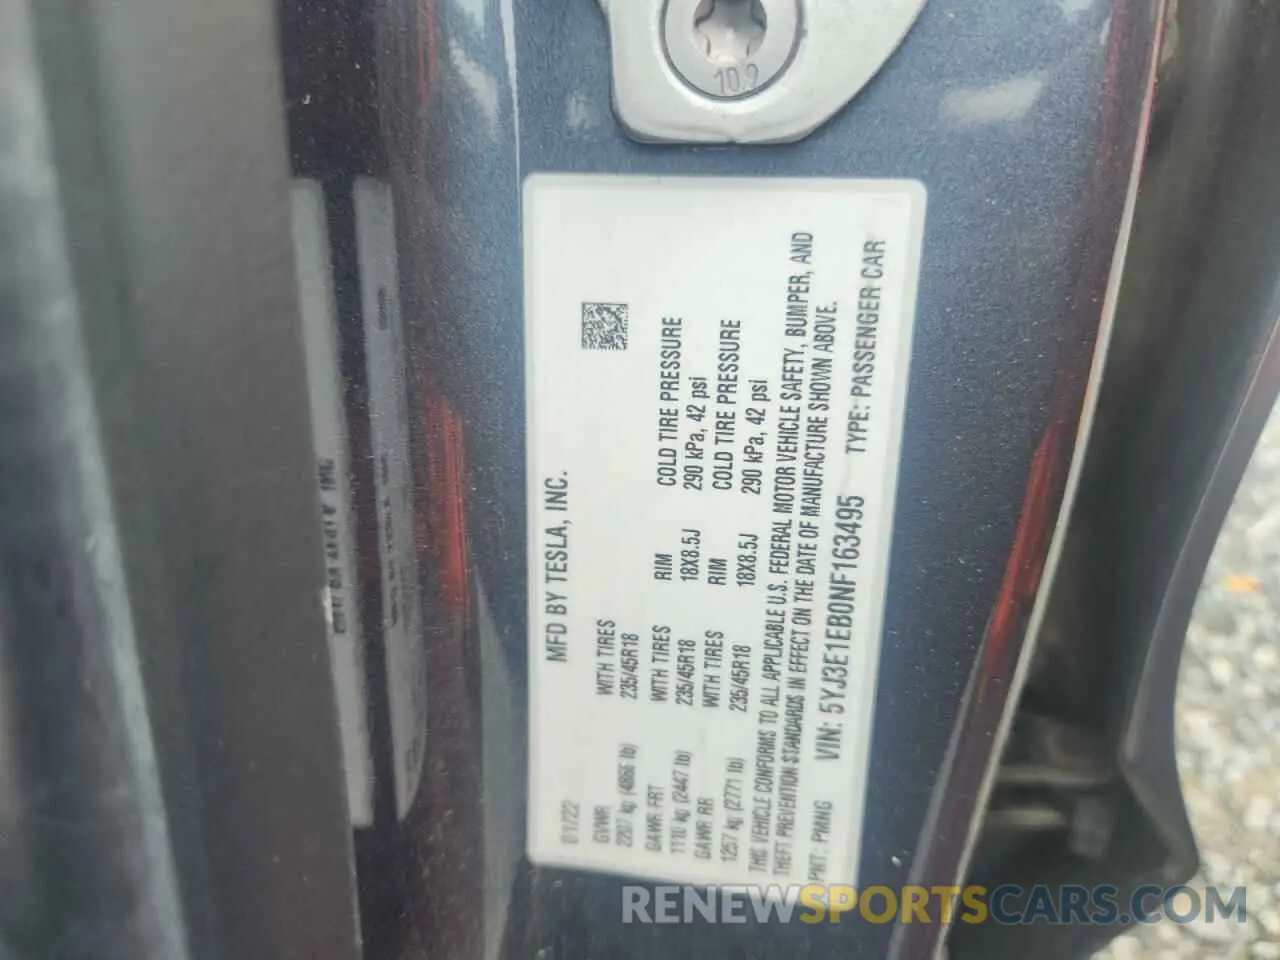 10.9
MFD BY TESLA, INC.
01/22
GVWR WITH TIRES
2207 kg (4866 lb) 235/45R18
GAWR FRT WITH TIRES RIM COLD TIRE PRESSURE
1110 kg (2447 lb) 235/45R18 18X8.5J 290 kPa, 42 psi
GAWR RR WITH TIRES RIM COLD TIRE PRESSURE
1257 kg (2771 lb) 235/45R18 18X8.5J 290 kPa, 42 psi
THIS VEHICLE CONFORMS TO ALL APPLICABLE U.S. FEDERAL MOTOR VEHICLE SAFETY, BUMPER, AND
THEFT PREVENTION STANDARDS IN EFFECT ON THE DATE OF MANUFACTURE SHOWN ABOVE.
PNT: PMNG VIN: 5YJ3E1EB0NF163495 TYPE: PASSENGER CAR
RENEWSPORTSCARS.COM